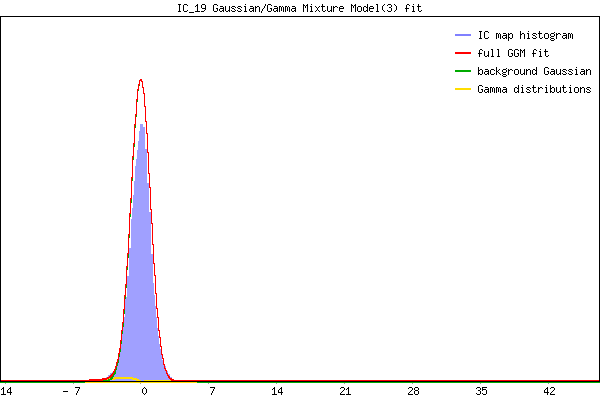 IC_19 Gaussian/Gamma Mixture Model(3) fit
IC map histogram
full GGM fit
background Gaussian
Gamma distributions
14 -7 0 7 14 21 28 35 42